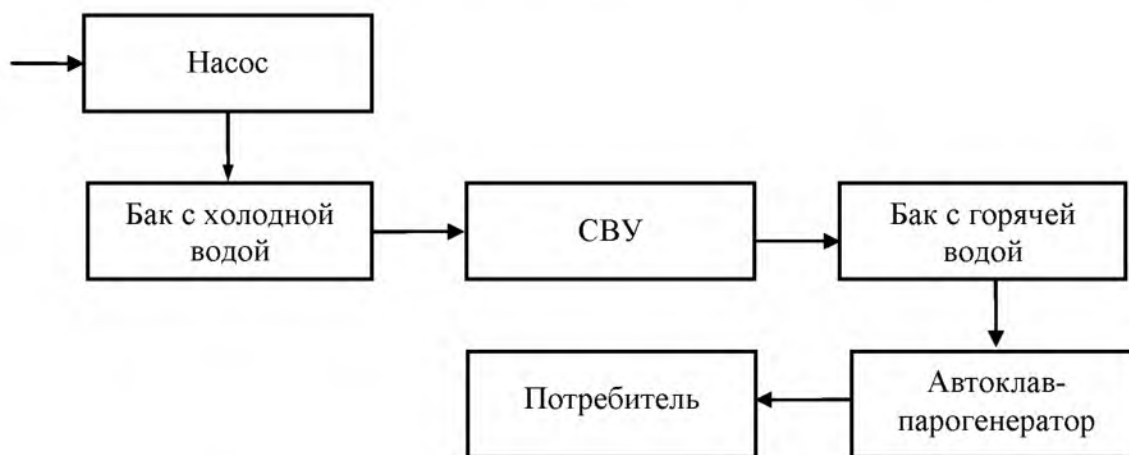 Насос
Бак с холодной
водой
СВУ
Бак с горячей
водой
Потребитель
Автоклав-
парогенератор